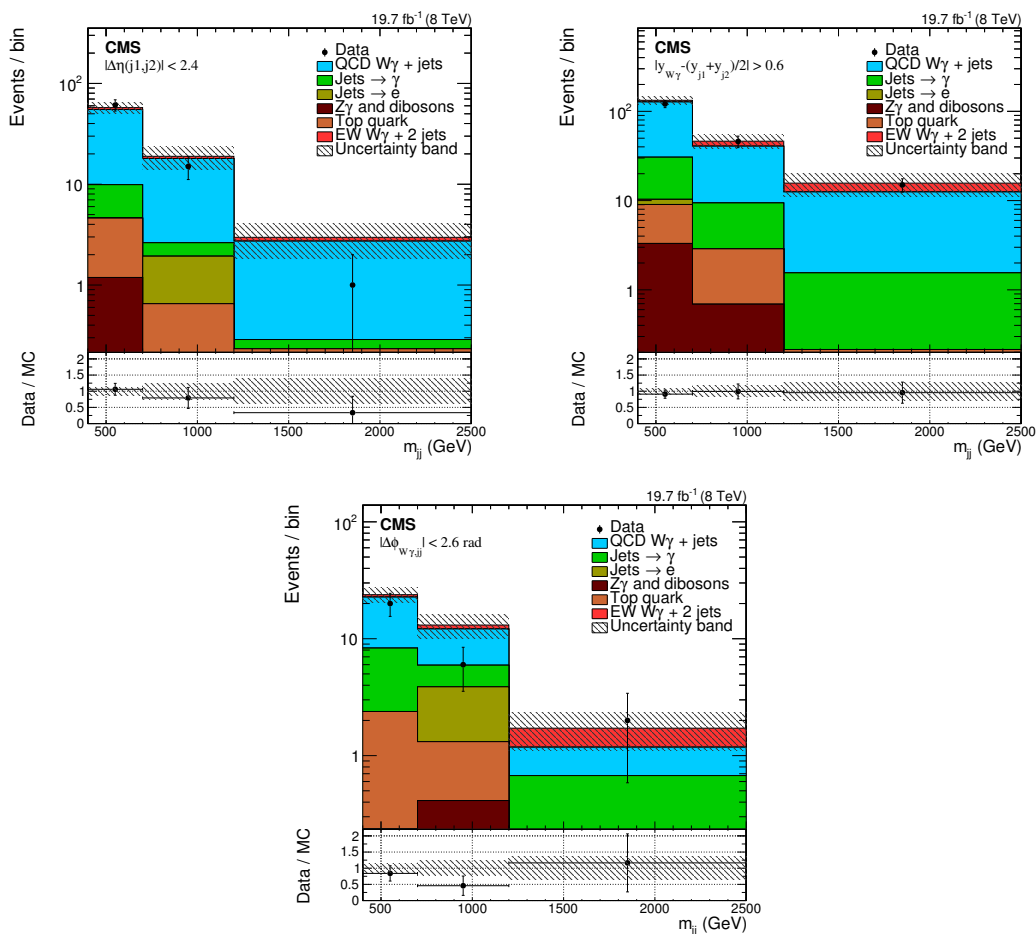 19.7 fb⁻¹ (8 TeV)
CMS
|Δη(j1,j2)| < 2.4
Data
QCD Wγ + jets
Jets → γ
Jets → e
Zγ and dibosons
Top quark
EW Wγ + 2 jets
Uncertainty band
Events / bin
10²
10
1
Data / MC
2
1.5
1
0.5
0
500 1000 1500 2000 2500
m_jj (GeV)
19.7 fb⁻¹ (8 TeV)
CMS
|y_Wγ-(y_j1+y_j2)/2| > 0.6
Data
QCD Wγ + jets
Jets → γ
Jets → e
Zγ and dibosons
Top quark
EW Wγ + 2 jets
Uncertainty band
Events / bin
10²
10
1
Data / MC
2
1.5
1
0.5
0
500 1000 1500 2000 2500
m_jj (GeV)
19.7 fb⁻¹ (8 TeV)
CMS
|Δϕ_Wγ,jj| < 2.6 rad
Data
QCD Wγ + jets
Jets → γ
Jets → e
Zγ and dibosons
Top quark
EW Wγ + 2 jets
Uncertainty band
Events / bin
10²
10
1
Data / MC
2
1.5
1
0.5
0
500 1000 1500 2000 2500
m_jj (GeV)